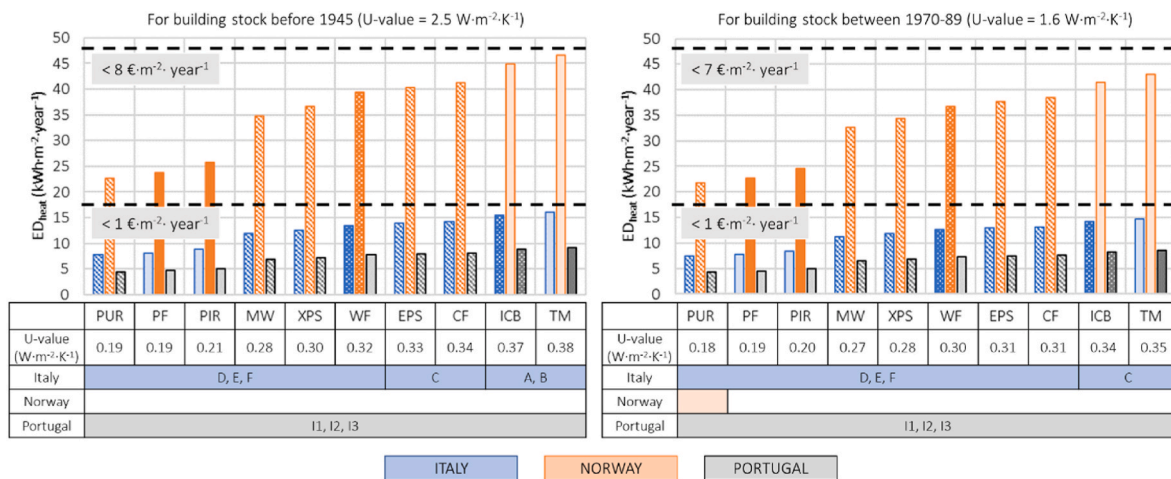 For building stock before 1945 (U-value = 2.5 W·m⁻²·K⁻¹)
ED_heat (kWh·m⁻²·year⁻¹)
50
45
40
35
30
25
20
15
10
5
0
< 8 €·m⁻²· year⁻¹
< 1 €·m⁻²· year⁻¹
PUR PF PIR MW XPS WF EPS CF ICB TM
U-value (W·m⁻²·K⁻¹) 0.19 0.19 0.21 0.28 0.30 0.32 0.33 0.34 0.37 0.38
Italy D, E, F C A, B
Norway
Portugal I1, I2, I3
For building stock between 1970-89 (U-value = 1.6 W·m⁻²·K⁻¹)
ED_heat (kWh·m⁻²·year⁻¹)
50
45
40
35
30
25
20
15
10
5
0
< 7 €·m⁻²· year⁻¹
< 1 €·m⁻²· year⁻¹
PUR PF PIR MW XPS WF EPS CF ICB TM
U-value (W·m⁻²·K⁻¹) 0.18 0.19 0.20 0.27 0.28 0.30 0.31 0.31 0.34 0.35
Italy D, E, F C
Norway
Portugal I1, I2, I3
ITALY NORWAY PORTUGAL